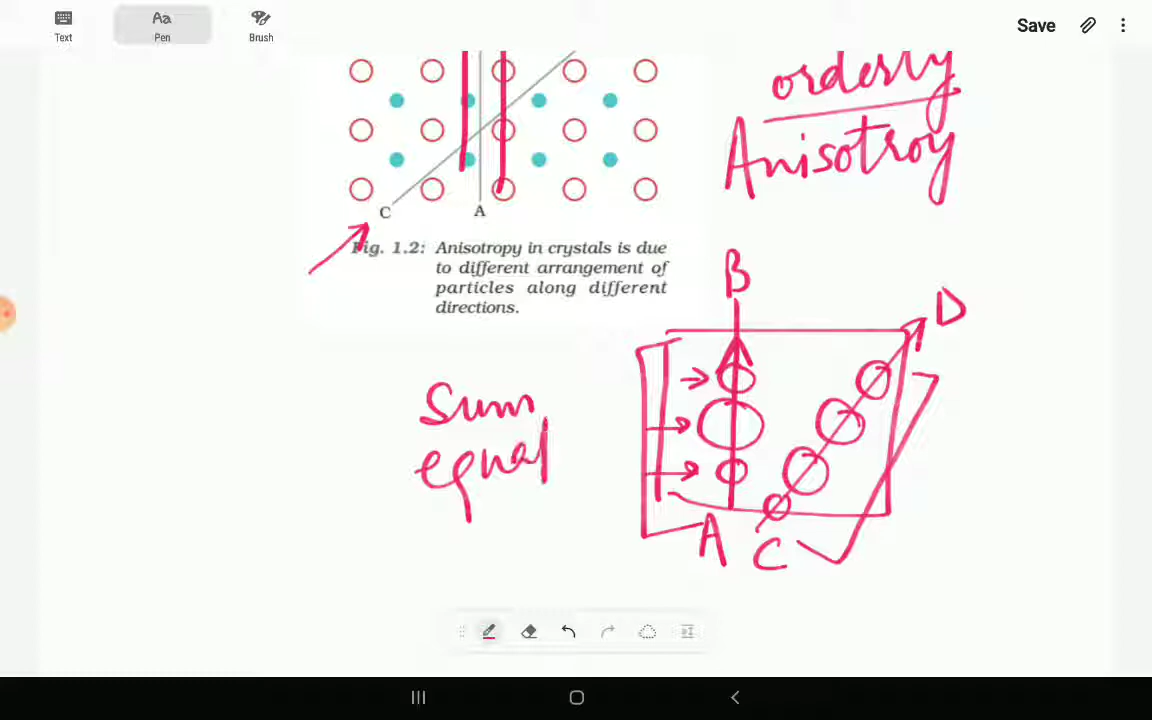 Text
Aa
Pen
Brush
Save
orderly
Anisotroy
C
A
Fig. 1.2: Anisotropy in crystals is due
to different arrangement of
particles along different
directions.
B
D
Sum
equal
A
C